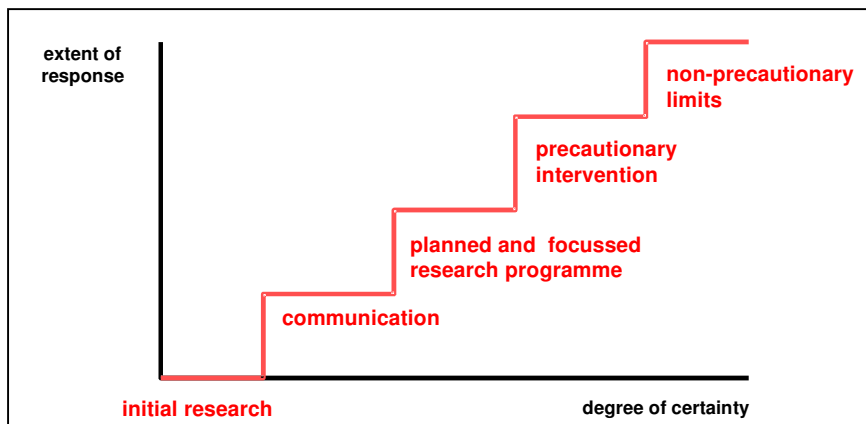 extent of
response
non-precautionary
limits
precautionary
intervention
planned and focussed
research programme
communication
initial research
degree of certainty